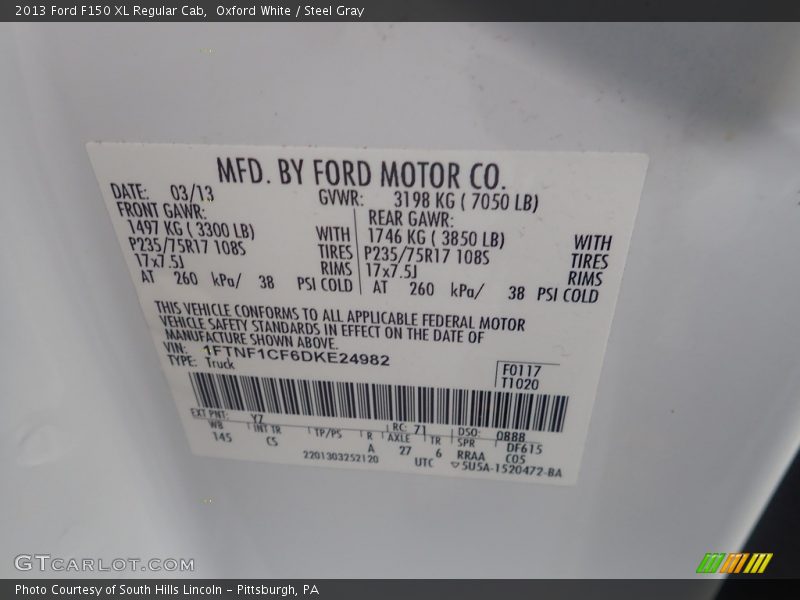 2013 Ford F150 XL Regular Cab,  Oxford White / Steel Gray
MFD. BY FORD MOTOR CO.
DATE: 03/13 GVWR: 3198 KG ( 7050 LB)
FRONT GAWR: REAR GAWR:
1497 KG ( 3300 LB) WITH 1746 KG ( 3850 LB) WITH
P235/75R17 108S TIRES P235/75R17 108S TIRES
17x7.5J RIMS 17x7.5J RIMS
AT 260 kPa/ 38 PSI COLD AT 260 kPa/ 38 PSI COLD
THIS VEHICLE CONFORMS TO ALL APPLICABLE FEDERAL MOTOR
VEHICLE SAFETY STANDARDS IN EFFECT ON THE DATE OF
MANUFACTURE SHOWN ABOVE.
VIN: 1FTNF1CF6DKE24982
TYPE: Truck
F0117
T1020
EXT PNT: YZ RC: 71 DSO: 0888
WB INT TR TP/PS R AXLE TR SPR DF615
145 CS A 27 6 RRAA C05
2201303252120 UTC ▽5U5A-1520472-BA
GTCARLOT.COM
Photo Courtesy of South Hills Lincoln – Pittsburgh, PA